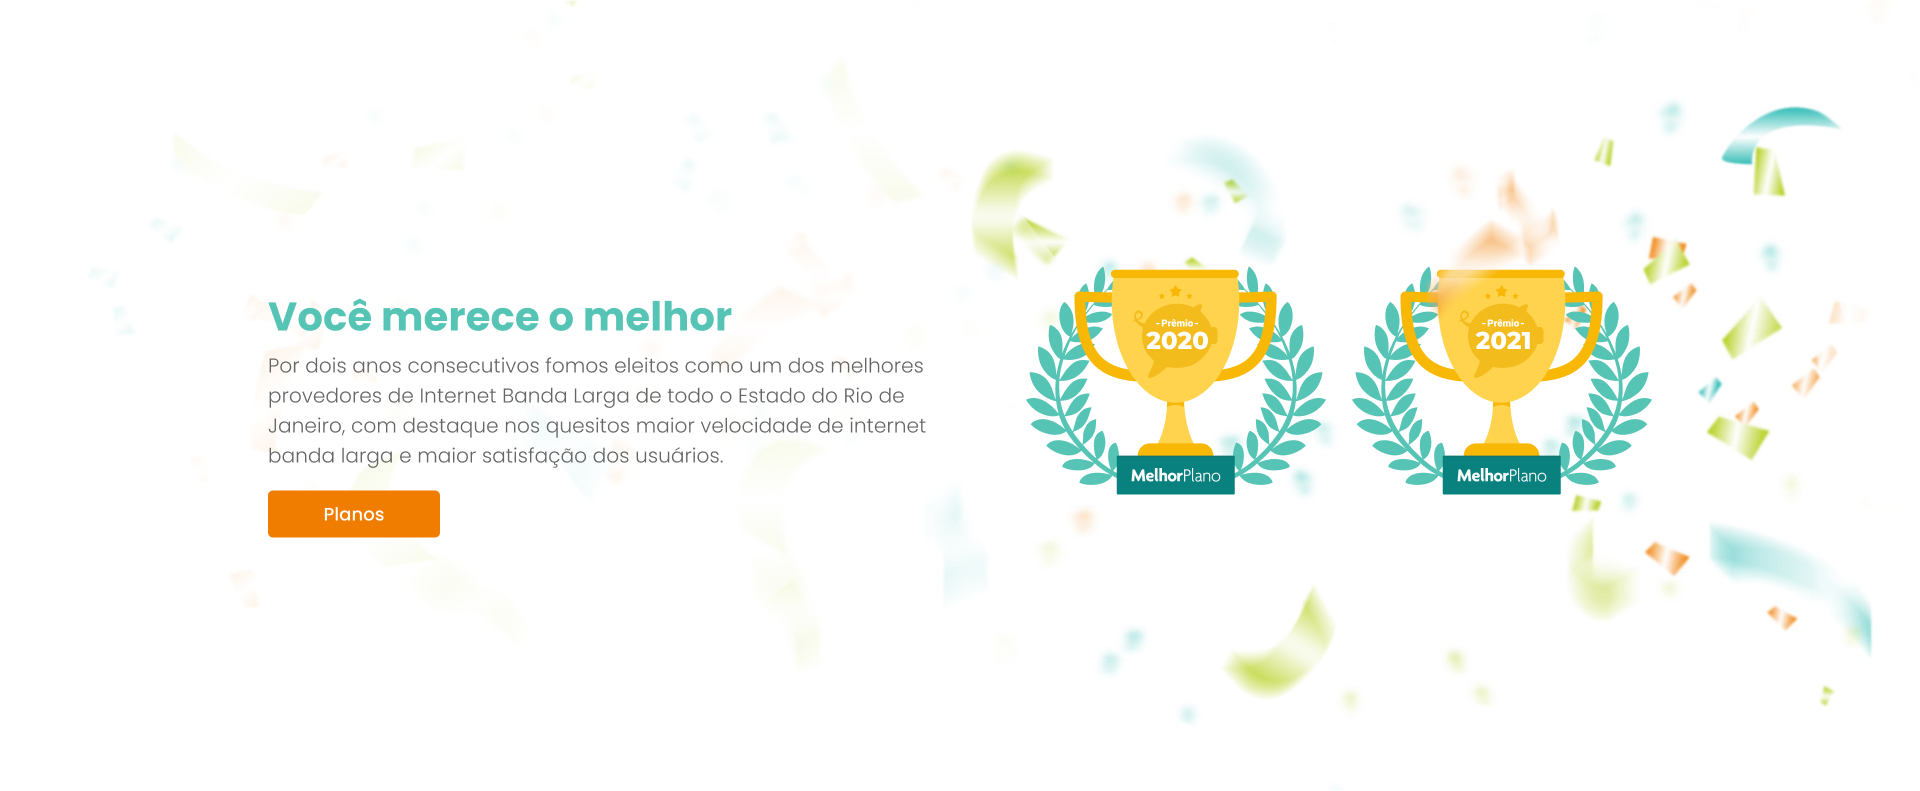 Você merece o melhor
Por dois anos consecutivos fomos eleitos como um dos melhores
provedores de Internet Banda Larga de todo o Estado do Rio de
Janeiro, com destaque nos quesitos maior velocidade de internet
banda larga e maior satisfação dos usuários.
Planos
- Prêmio -
2020
MelhorPlano
- Prêmio -
2021
MelhorPlano